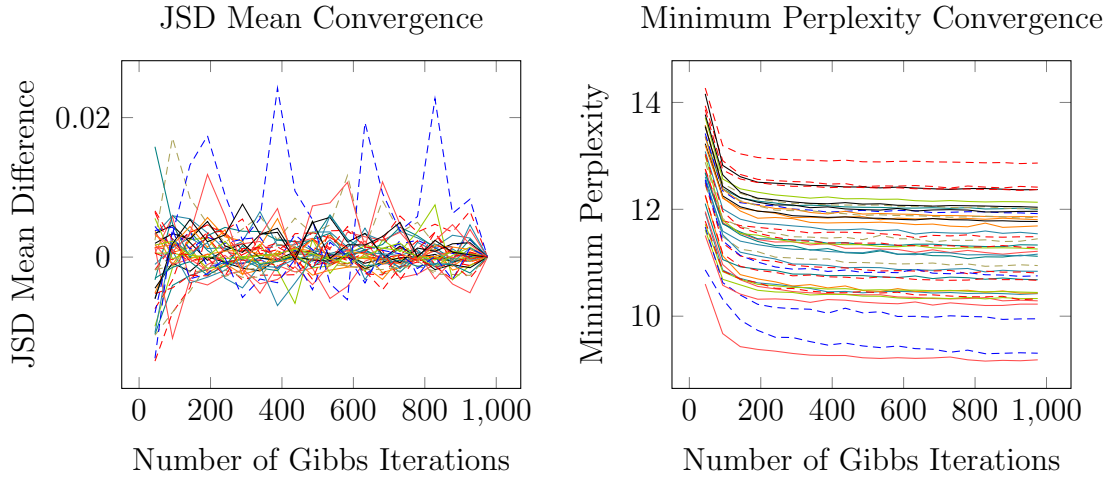 JSD Mean Convergence
JSD Mean Difference
0.02
0
0 200 400 600 800 1,000
Number of Gibbs Iterations
Minimum Perplexity Convergence
Minimum Perplexity
14
12
10
0 200 400 600 800 1,000
Number of Gibbs Iterations